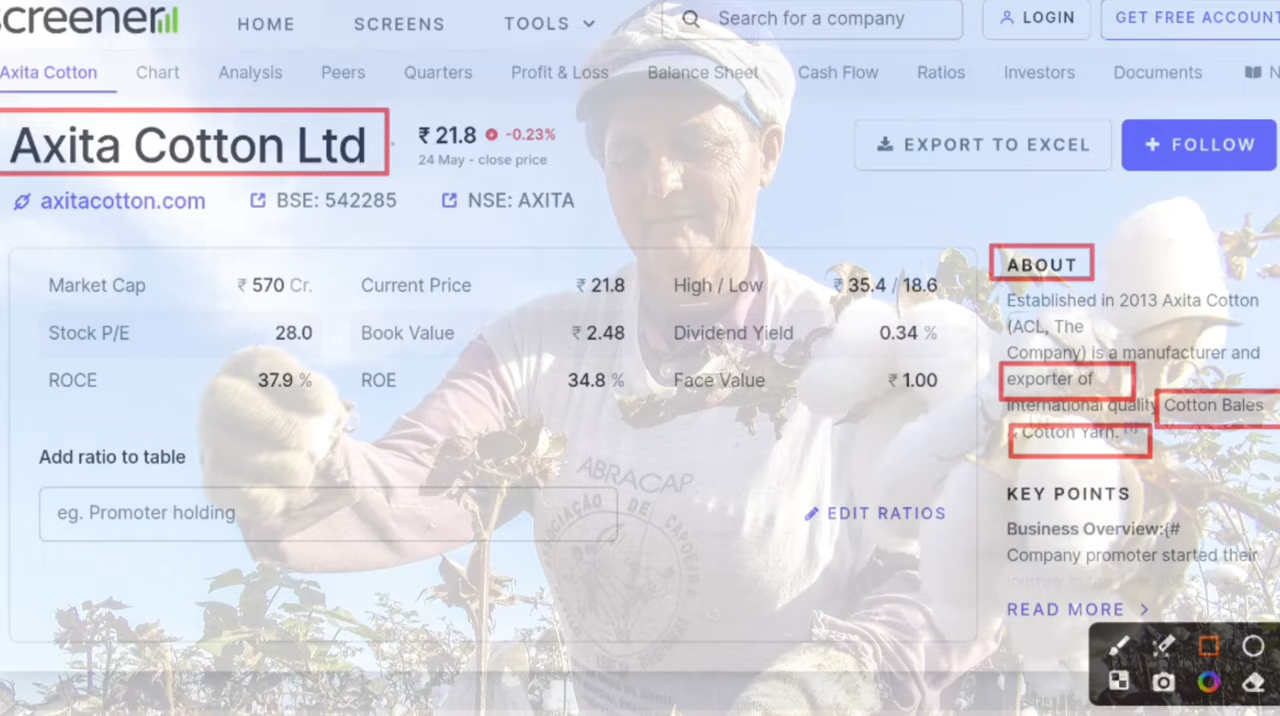 screener
HOME SCREENS TOOLS Search for a company LOGIN GET FREE ACCOUNT
Axita Cotton Chart Analysis Peers Quarters Profit & Loss Balance Sheet Cash Flow Ratios Investors Documents N
Axita Cotton Ltd ₹ 21.8 -0.23%
24 May - close price
EXPORT TO EXCEL + FOLLOW
axitacotton.com BSE: 542285 NSE: AXITA
Market Cap ₹ 570 Cr. Current Price ₹ 21.8 High / Low ₹ 35.4 / 18.6
Stock P/E 28.0 Book Value ₹ 2.48 Dividend Yield 0.34 %
ROCE 37.9 % ROE 34.8 % Face Value ₹ 1.00
Add ratio to table
eg. Promoter holding
EDIT RATIOS
ABOUT
Established in 2013 Axita Cotton
(ACL, The
Company) is a manufacturer and
exporter of
international quality Cotton Bales
& Cotton Yarn. [1]
KEY POINTS
Business Overview:{#
Company promoter started their
READ MORE
ABRACAP
ASSOCIAÇÃO DE CAPOEIRA